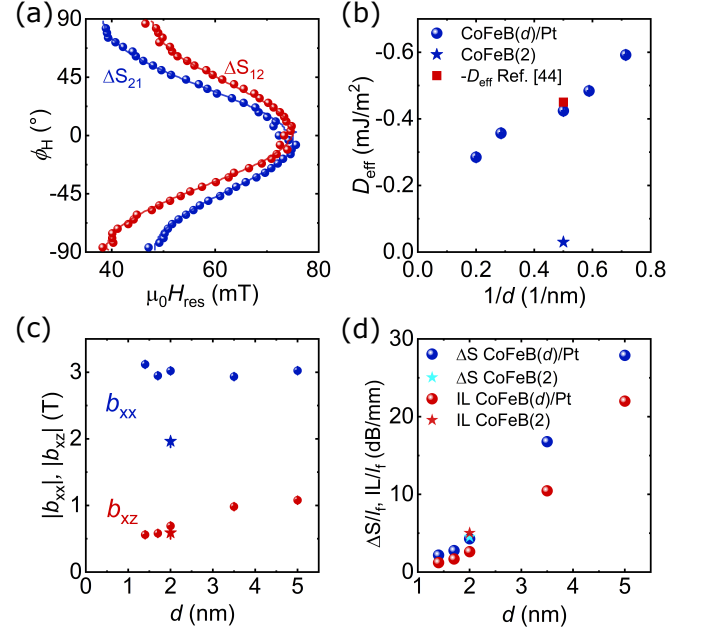 (a)
90
45
0
-45
-90
ϕH (°)
ΔS21
ΔS12
40
60
80
μ0Hres (mT)
(b)
-0.6
-0.4
-0.2
0.0
Deff (mJ/m²)
CoFeB(d)/Pt
CoFeB(2)
-Deff Ref. [44]
0.0
0.2
0.4
0.6
0.8
1/d (1/nm)
(c)
3
2
1
0
|bxx|, |bxz| (T)
bxx
bxz
0
1
2
3
4
5
d (nm)
(d)
30
20
10
0
ΔS/lf, IL/lf (dB/mm)
ΔS CoFeB(d)/Pt
ΔS CoFeB(2)
IL CoFeB(d)/Pt
IL CoFeB(2)
1
2
3
4
5
d (nm)